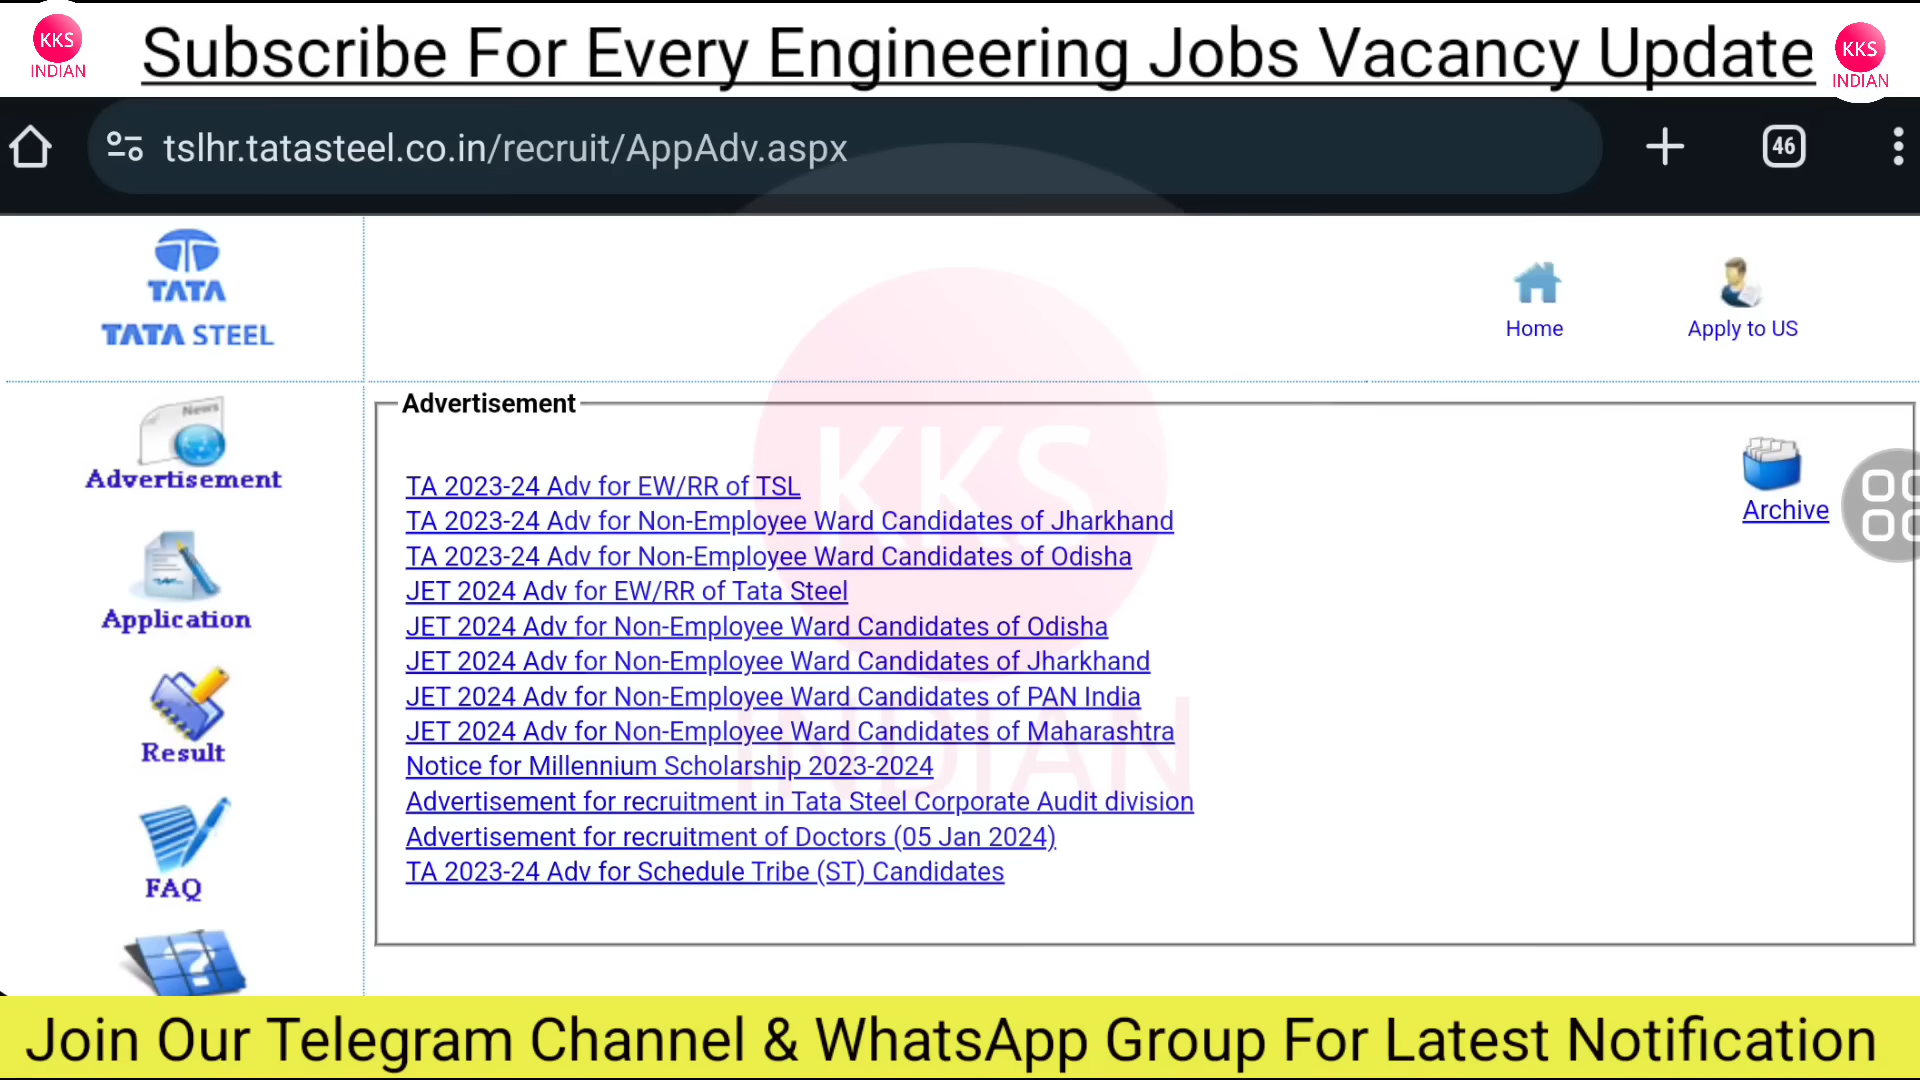 KKS
INDIAN
Subscribe For Every Engineering Jobs Vacancy Update
KKS
INDIAN
tslhr.tatasteel.co.in/recruit/AppAdv.aspx
46
TATA
TATA STEEL
Home
Apply to US
News
Advertisement
Application
Result
FAQ
?
Advertisement
Archive
TA 2023-24 Adv for EW/RR of TSL
TA 2023-24 Adv for Non-Employee Ward Candidates of Jharkhand
TA 2023-24 Adv for Non-Employee Ward Candidates of Odisha
JET 2024 Adv for EW/RR of Tata Steel
JET 2024 Adv for Non-Employee Ward Candidates of Odisha
JET 2024 Adv for Non-Employee Ward Candidates of Jharkhand
JET 2024 Adv for Non-Employee Ward Candidates of PAN India
JET 2024 Adv for Non-Employee Ward Candidates of Maharashtra
Notice for Millennium Scholarship 2023-2024
Advertisement for recruitment in Tata Steel Corporate Audit division
Advertisement for recruitment of Doctors (05 Jan 2024)
TA 2023-24 Adv for Schedule Tribe (ST) Candidates
KKS
INDIAN
Join Our Telegram Channel & WhatsApp Group For Latest Notification